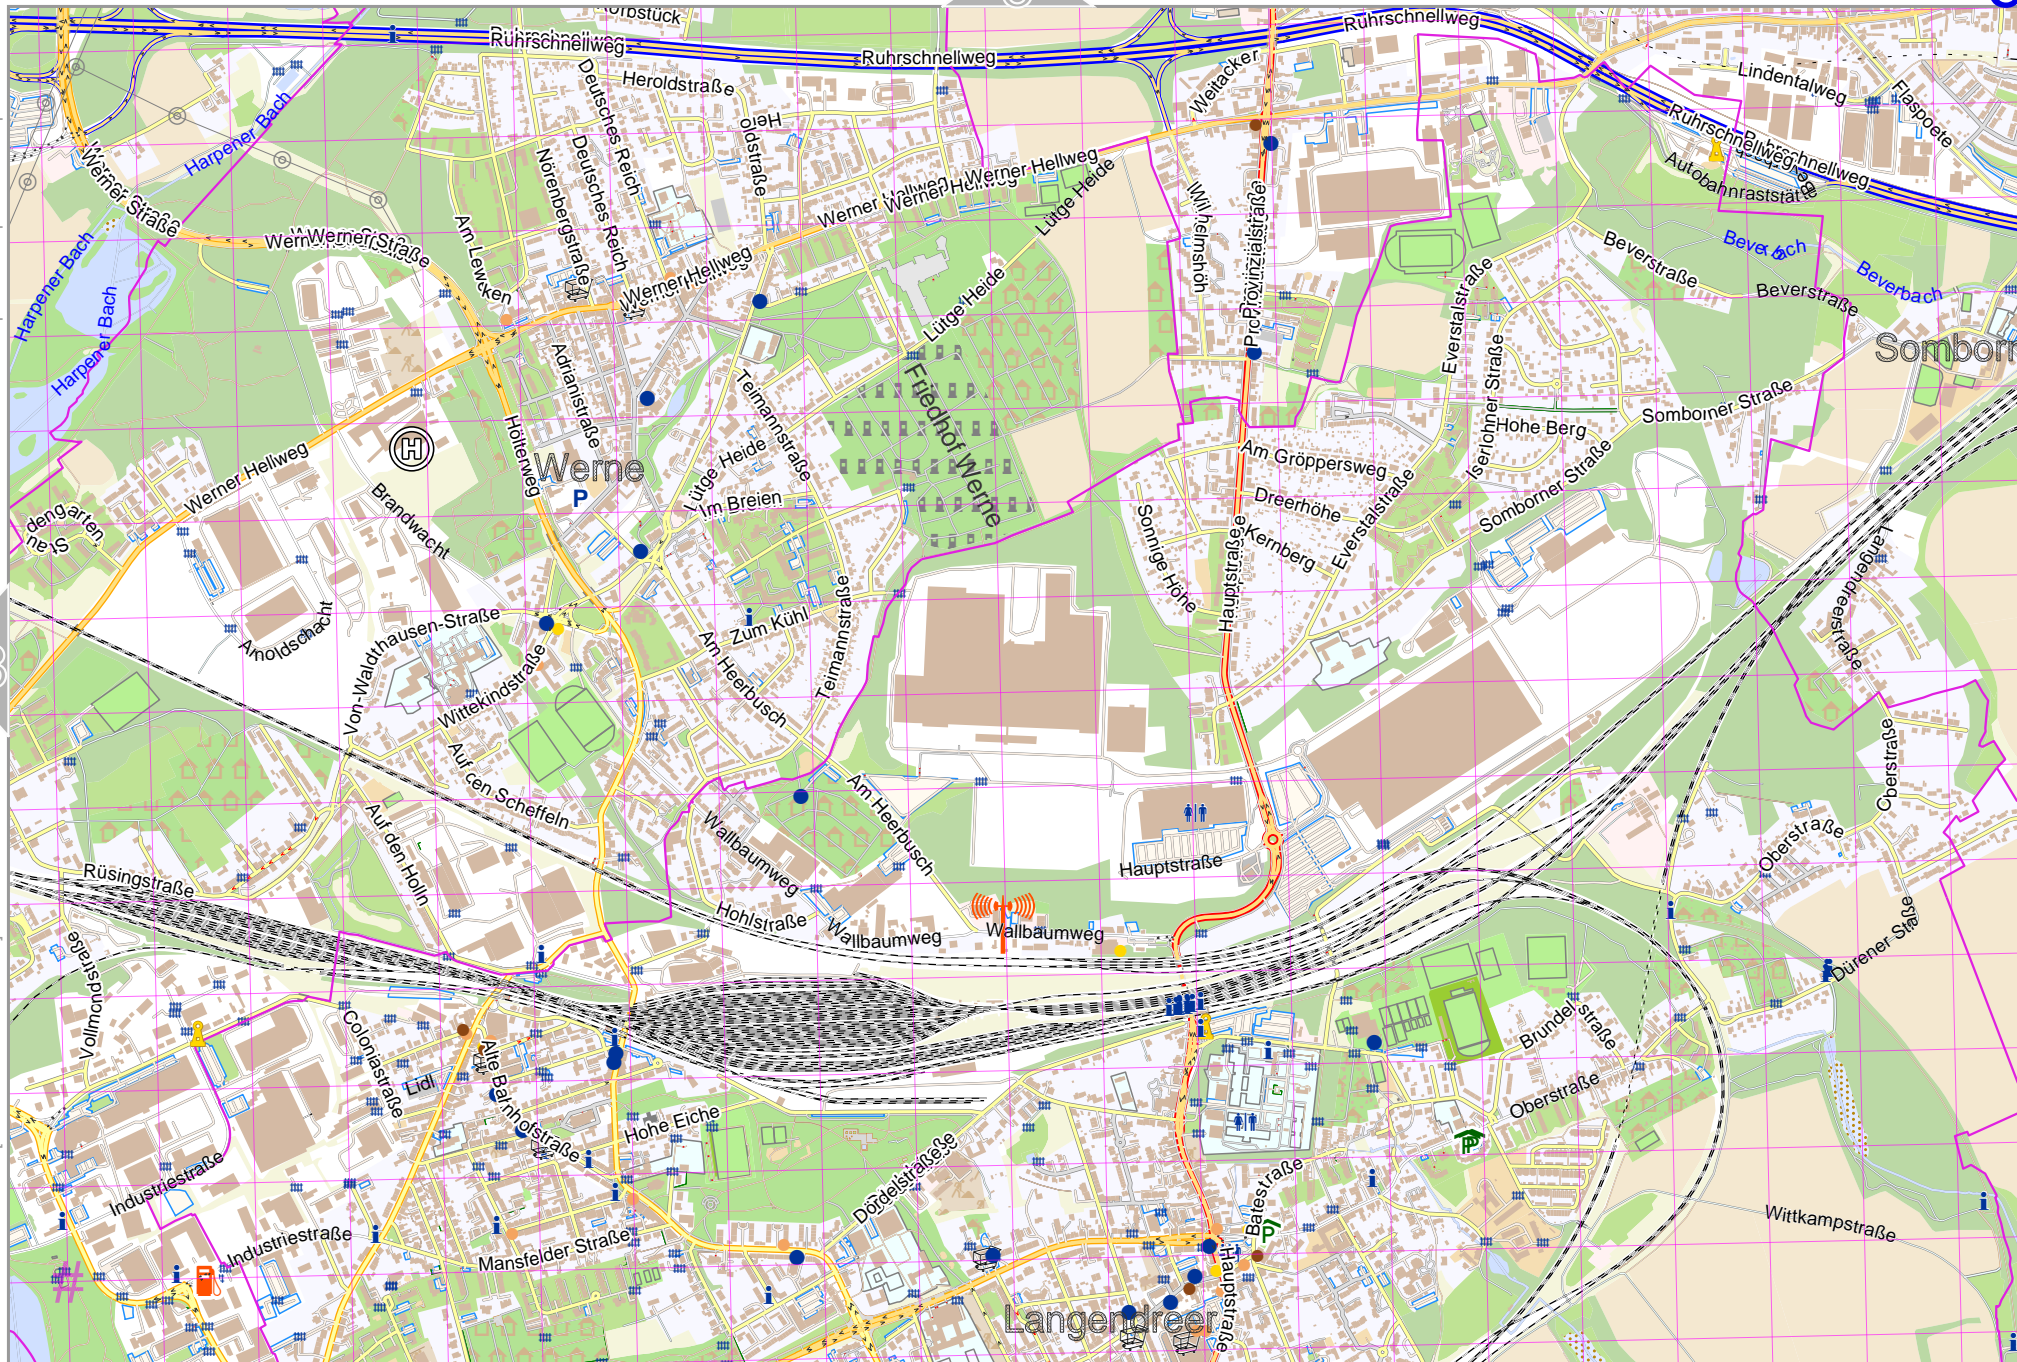 Ruhrschnellweg
Ruhrschnellweg
Ruhrschnellweg
Ruhrschnellweg
Heroldstraße
Deutsches Reich
Weitacker
Lindentalweg
Flaspoete
Ruhrschnellweg
Autobahnraststätte
Harpener Bach
Werner Straße
Nörenbergstraße
Deutsches Reich
Werner Hellweg
Werner Hellweg
Lütge Heide
Wilhelmshöh
Provinzialstraße
Werner Straße
Am Lewcken
Werner Hellweg
Beverstraße
Beverbach
Beverbach
Beverstraße
Harpener Bach
Harpener Bach
Lütge Heide
Everstalstraße
Somborn
Adrianistraße
Teimannstraße
Friedhof Werne
Iserlohner Straße
Somborner Straße
Hohe Berg
Werner Hellweg
H
Hölterweg
Werne
P
Lütge Heide
Im Breien
Am Gröppersweg
Dreerhöhe
Everstalstraße
Somborner Straße
Brandwacht
Sonnige Höhe
Hauptstraße
Kernberg
Langendreerstraße
Arnoldschacht
Von-Waldthausen-Straße
Wittekindstraße
Zum Kühl
Am Heerbusch
Teimannstraße
Auf den Scheffeln
Auf den Holln
Wallbaumweg
Am Heerbusch
Hauptstraße
Oberstraße
Oberstraße
Rüsingstraße
Hohlstraße
Wallbaumweg
Wallbaumweg
Dürener Straße
Vollmondstraße
Coloniastraße
Alte Bahnhofstraße
Lidl
Hohe Eiche
Brundelstraße
Oberstraße
Dördelstraße
Batestraße
P
Industriestraße
Industriestraße
Mansfelder Straße
Wittkampstraße
Langendreer
Hauptstraße